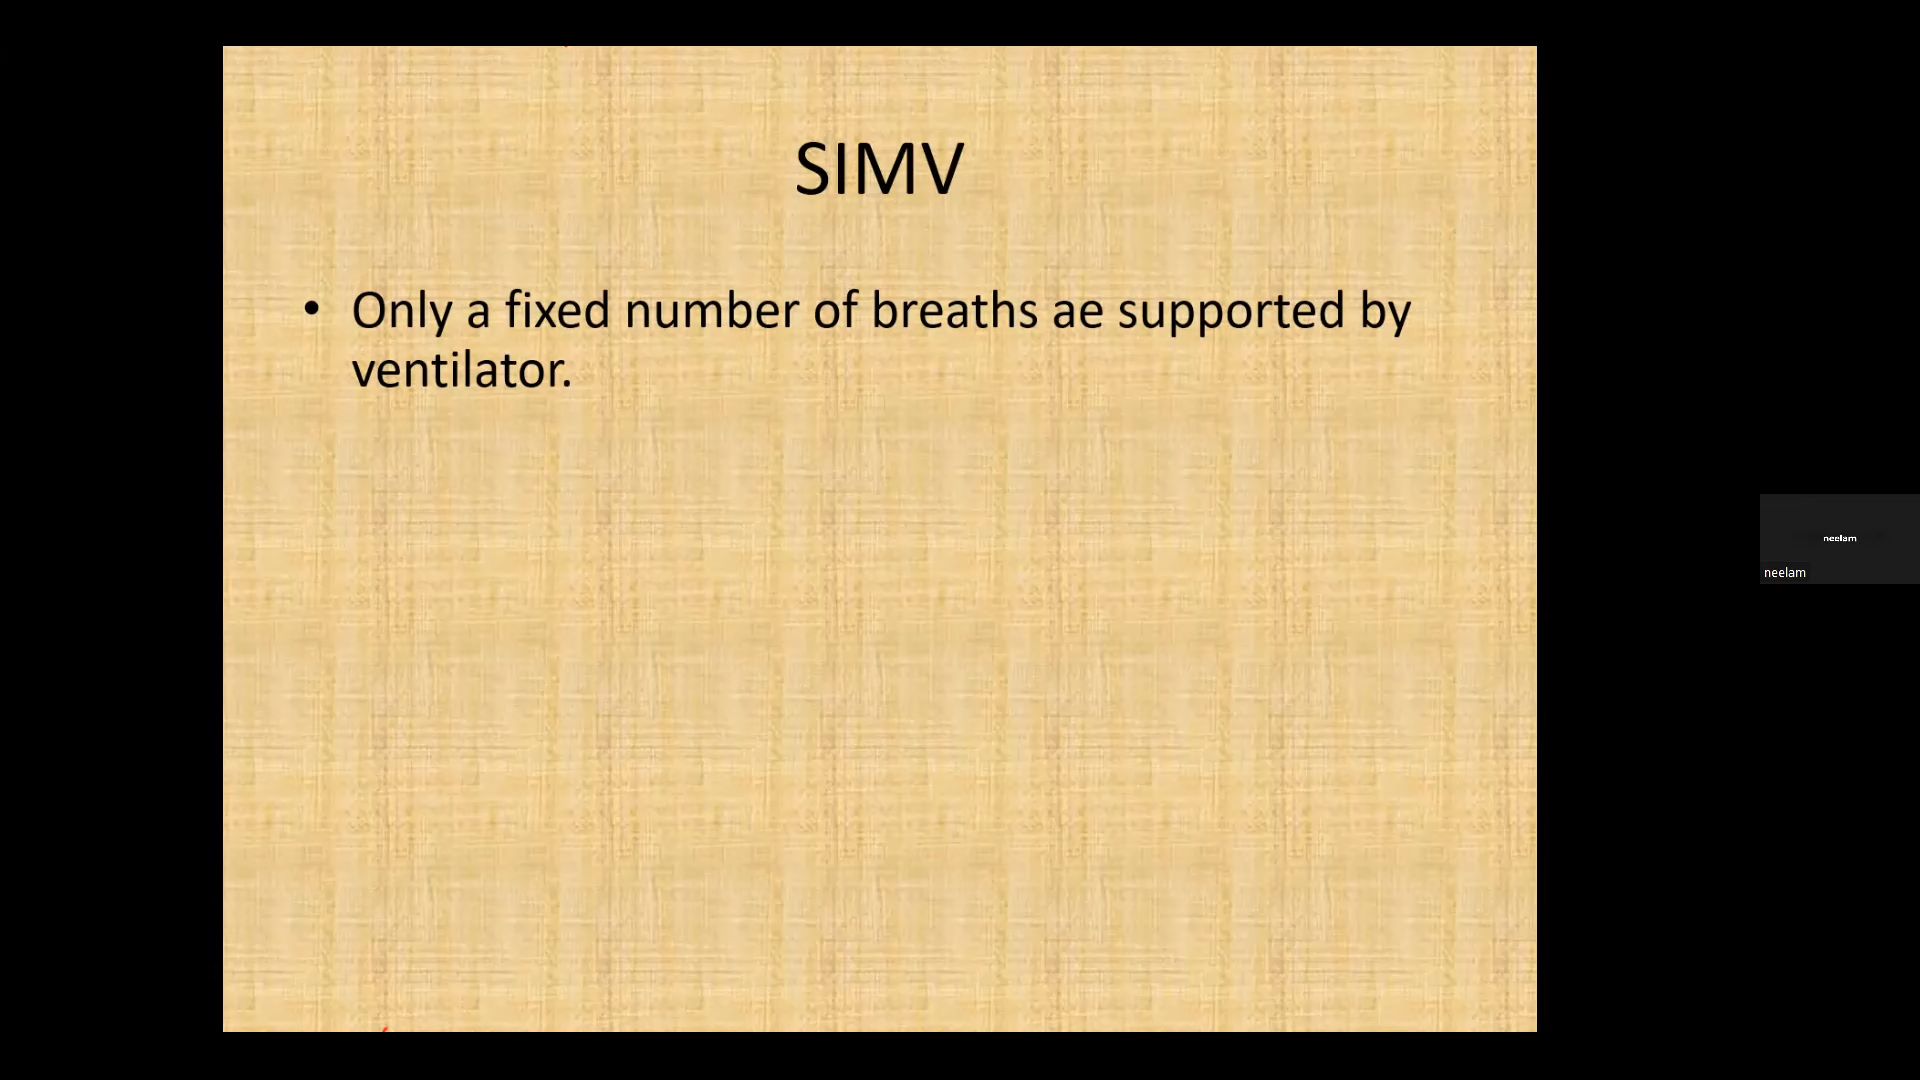 SIMV
• Only a fixed number of breaths ae supported by
ventilator.
neelam
neelam